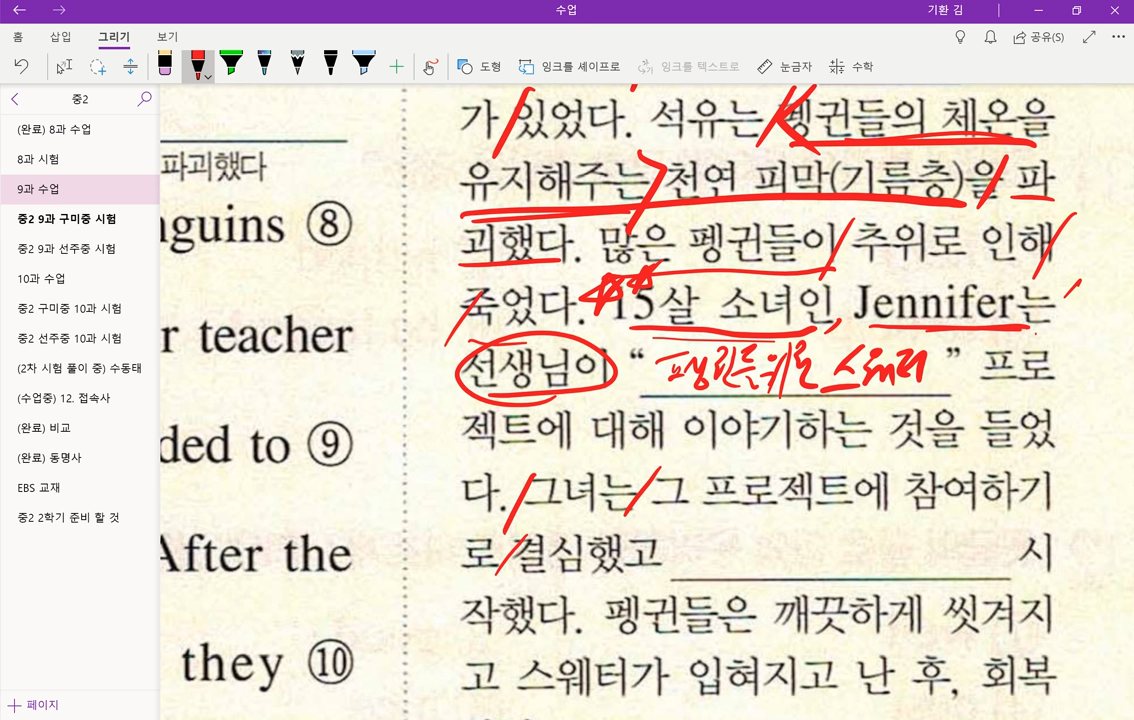 수업
기환 김
홈 삽입 그리기 보기
공유(S)
도형 잉크를 셰이프로 잉크를 텍스트로 눈금자 수학
중2
(완료) 8과 수업
8과 시험
9과 수업
중2 9과 구미중 시험
중2 9과 선주중 시험
10과 수업
중2 구미중 10과 시험
중2 선주중 10과 시험
(2차 시험 풀이 중) 수동태
(수업중) 12. 접속사
(완료) 비교
(완료) 동명사
EBS 교재
중2 2학기 준비 할 것
페이지
파괴했다
nguins ⑧
r teacher
ded to ⑨
After the
they ⑩
가 있었다. 석유는 펭귄들의 체온을
유지해주는 천연 피막(기름층)을 파
괴했다. 많은 펭귄들이 추위로 인해
죽었다. 15살 소녀인, Jennifer는
선생님이 “ 펭귄들을 위로 스웨터 ” 프로
젝트에 대해 이야기하는 것을 들었
다. 그녀는 그 프로젝트에 참여하기
로 결심했고 시
작했다. 펭귄들은 깨끗하게 씻겨지
고 스웨터가 입혀지고 난 후, 회복